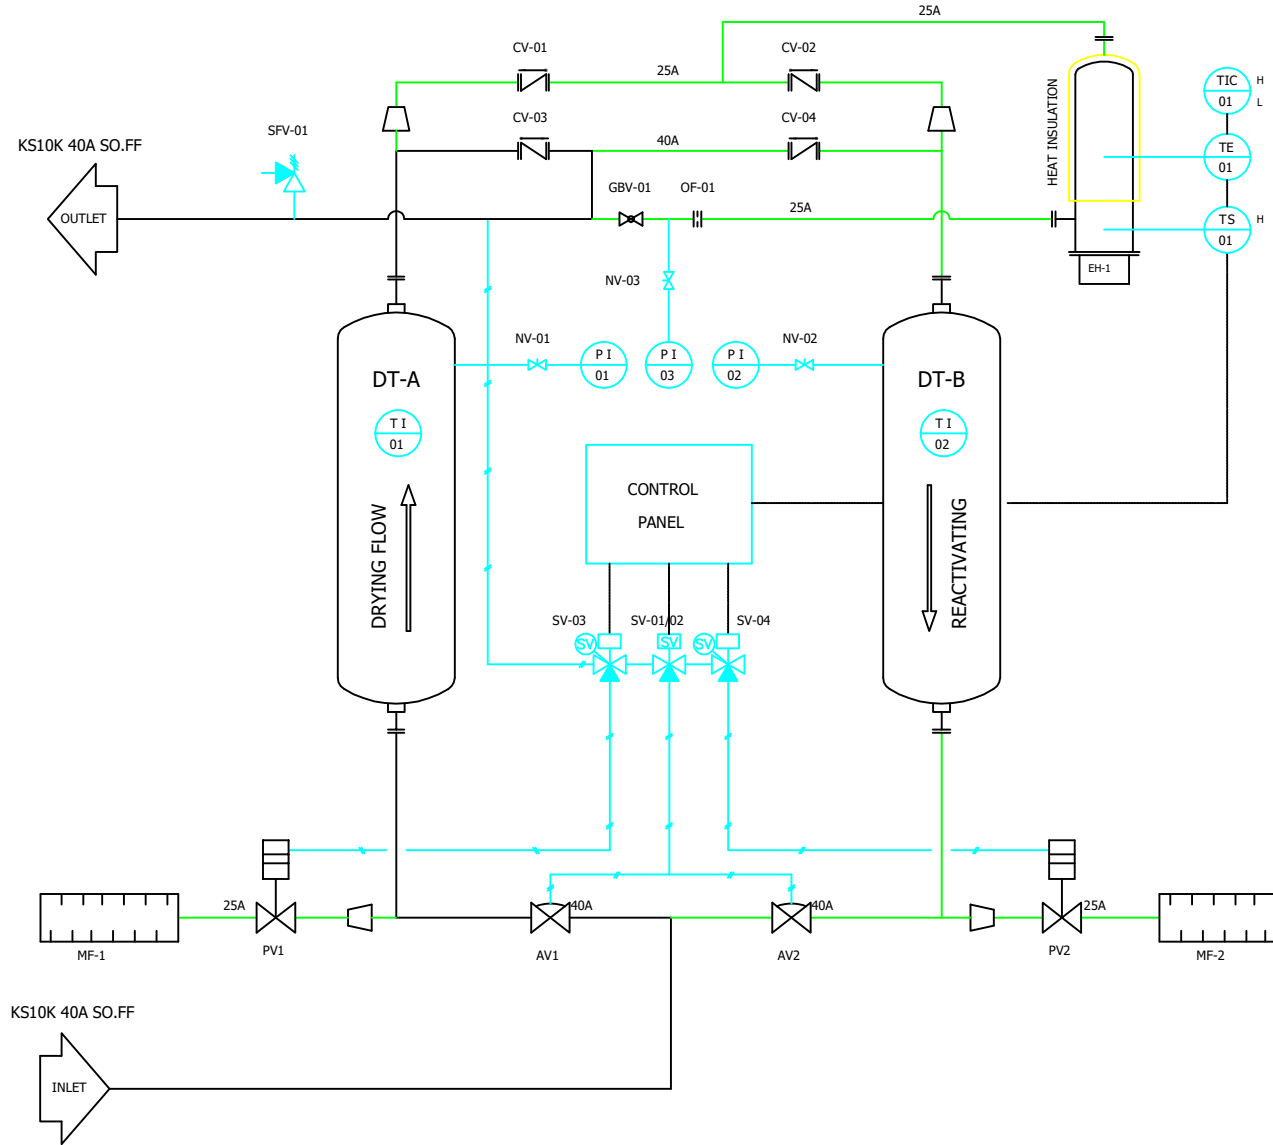 25A
CV-01
CV-02
25A
HEAT INSULATION
TIC
01
H
L
SFV-01
CV-03
CV-04
KS10K 40A SO.FF
40A
TE
01
OUTLET
GBV-01
OF-01
25A
TS
01
H
EH-1
NV-03
NV-01
NV-02
P I
01
P I
03
P I
02
DT-A
DT-B
T I
01
T I
02
CONTROL
PANEL
DRYING FLOW
REACTIVATING
SV-03
SV-01/02
SV-04
SV
SV
SV
25A
40A
40A
25A
MF-1
PV1
AV1
AV2
PV2
MF-2
KS10K 40A SO.FF
INLET